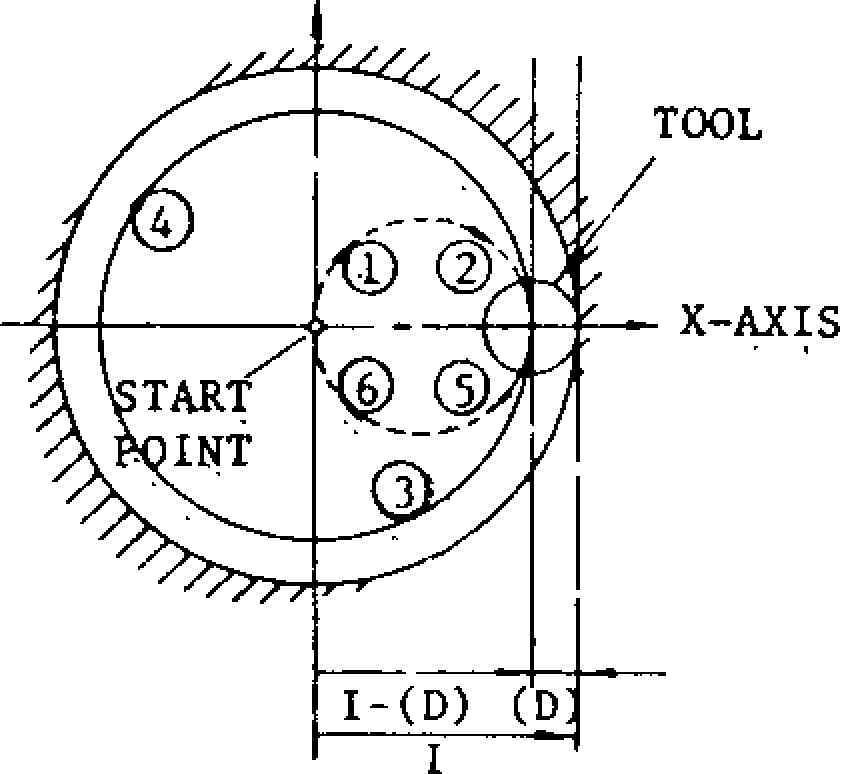 TOOL
④
① ②
X-AXIS
START
POINT
⑥ ⑤
③
I-(D) (D)
I